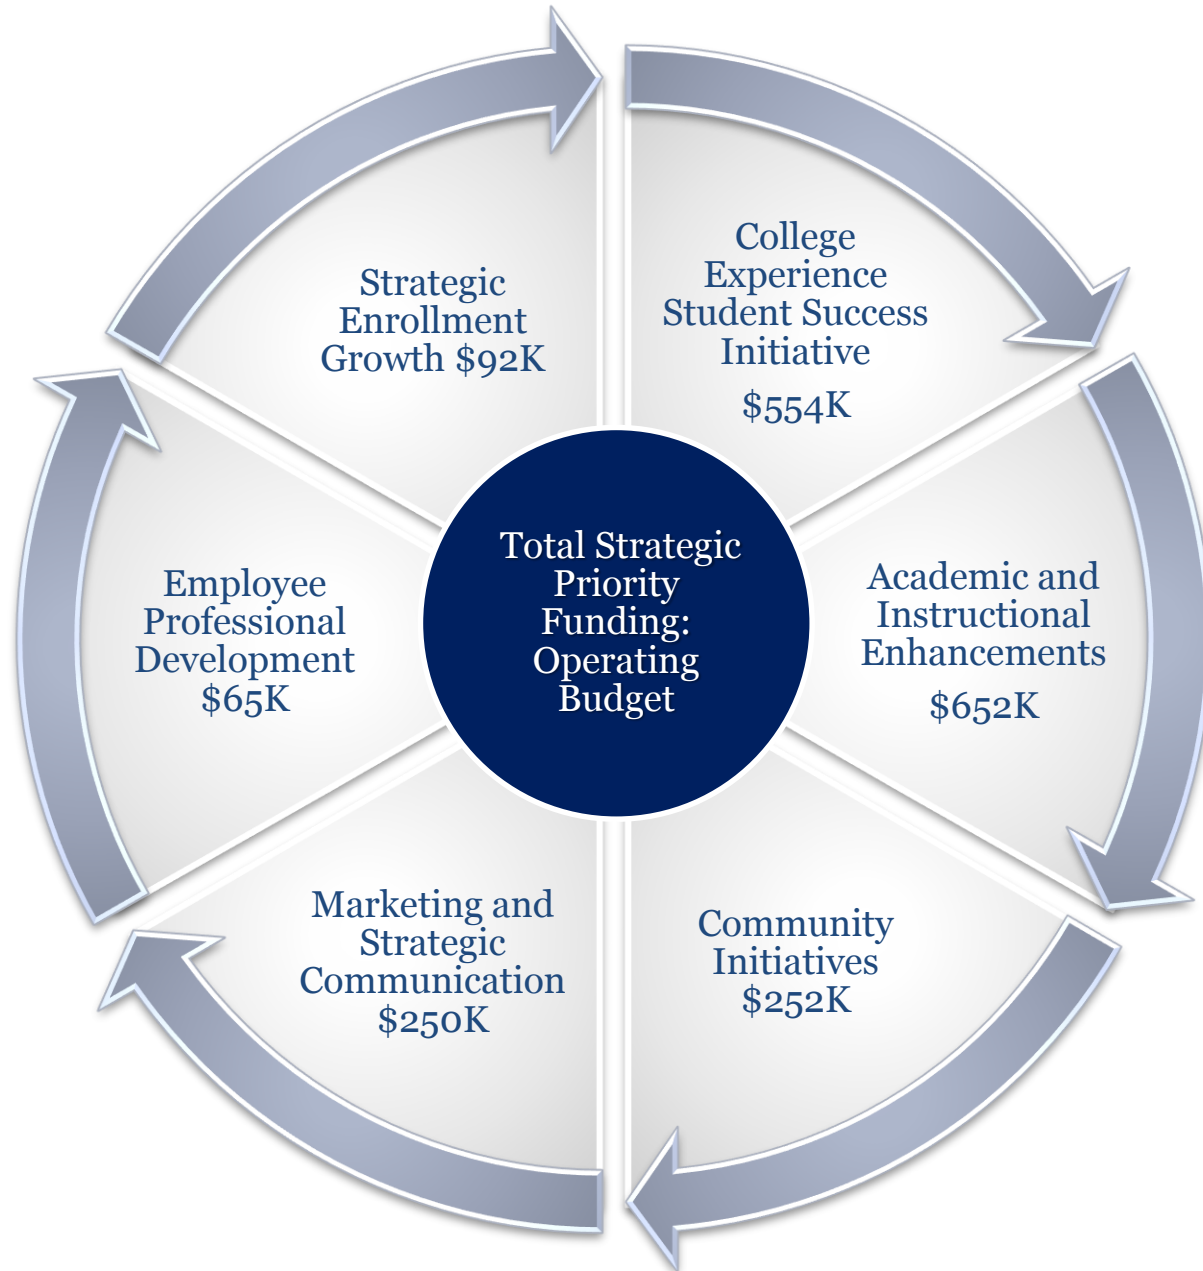 College
Experience
Student Success
Initiative
$554K
Academic and
Instructional
Enhancements
$652K
Community
Initiatives
$252K
Marketing and
Strategic
Communication
$250K
Employee
Professional
Development
$65K
Strategic
Enrollment
Growth $92K
Total Strategic
Priority
Funding:
Operating
Budget